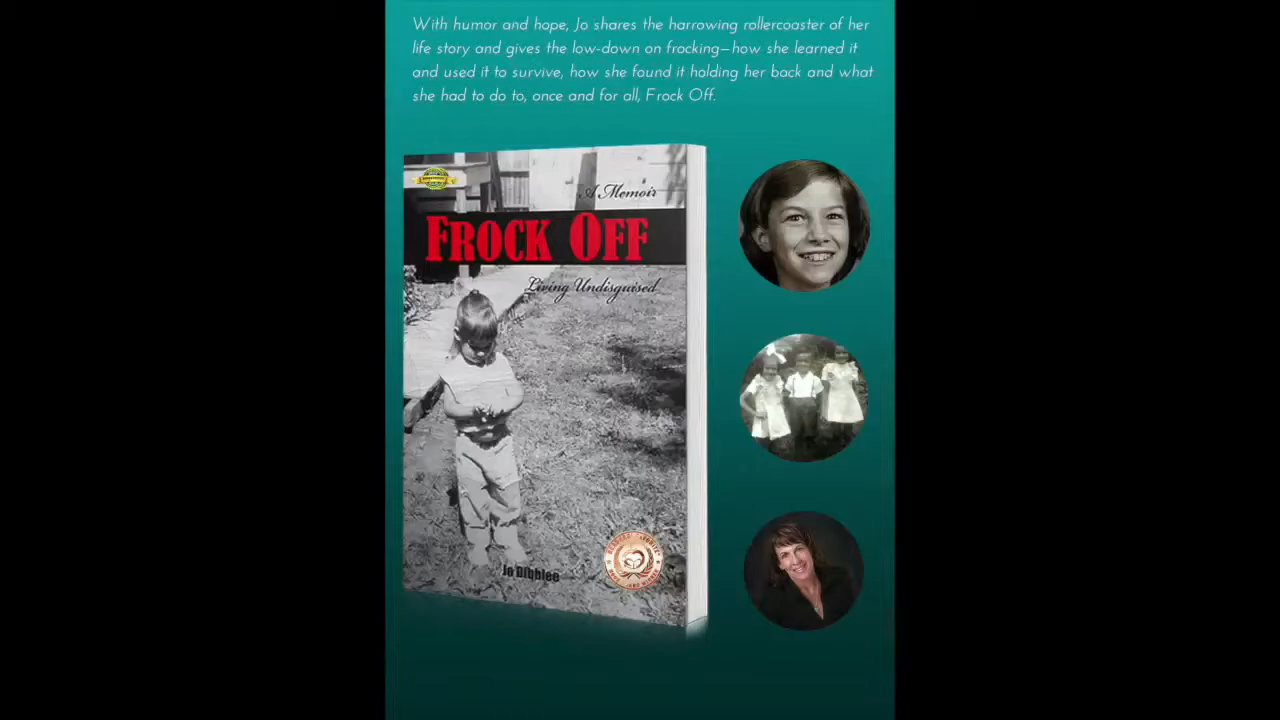 With humor and hope, Jo shares the harrowing rollercoaster of her
life story and gives the low-down on frocking—how she learned it
and used it to survive, how she found it holding her back and what
she had to do to, once and for all, Frock Off.
A Memoir
FROCK OFF
Living Undisguised
Jo Dibblee